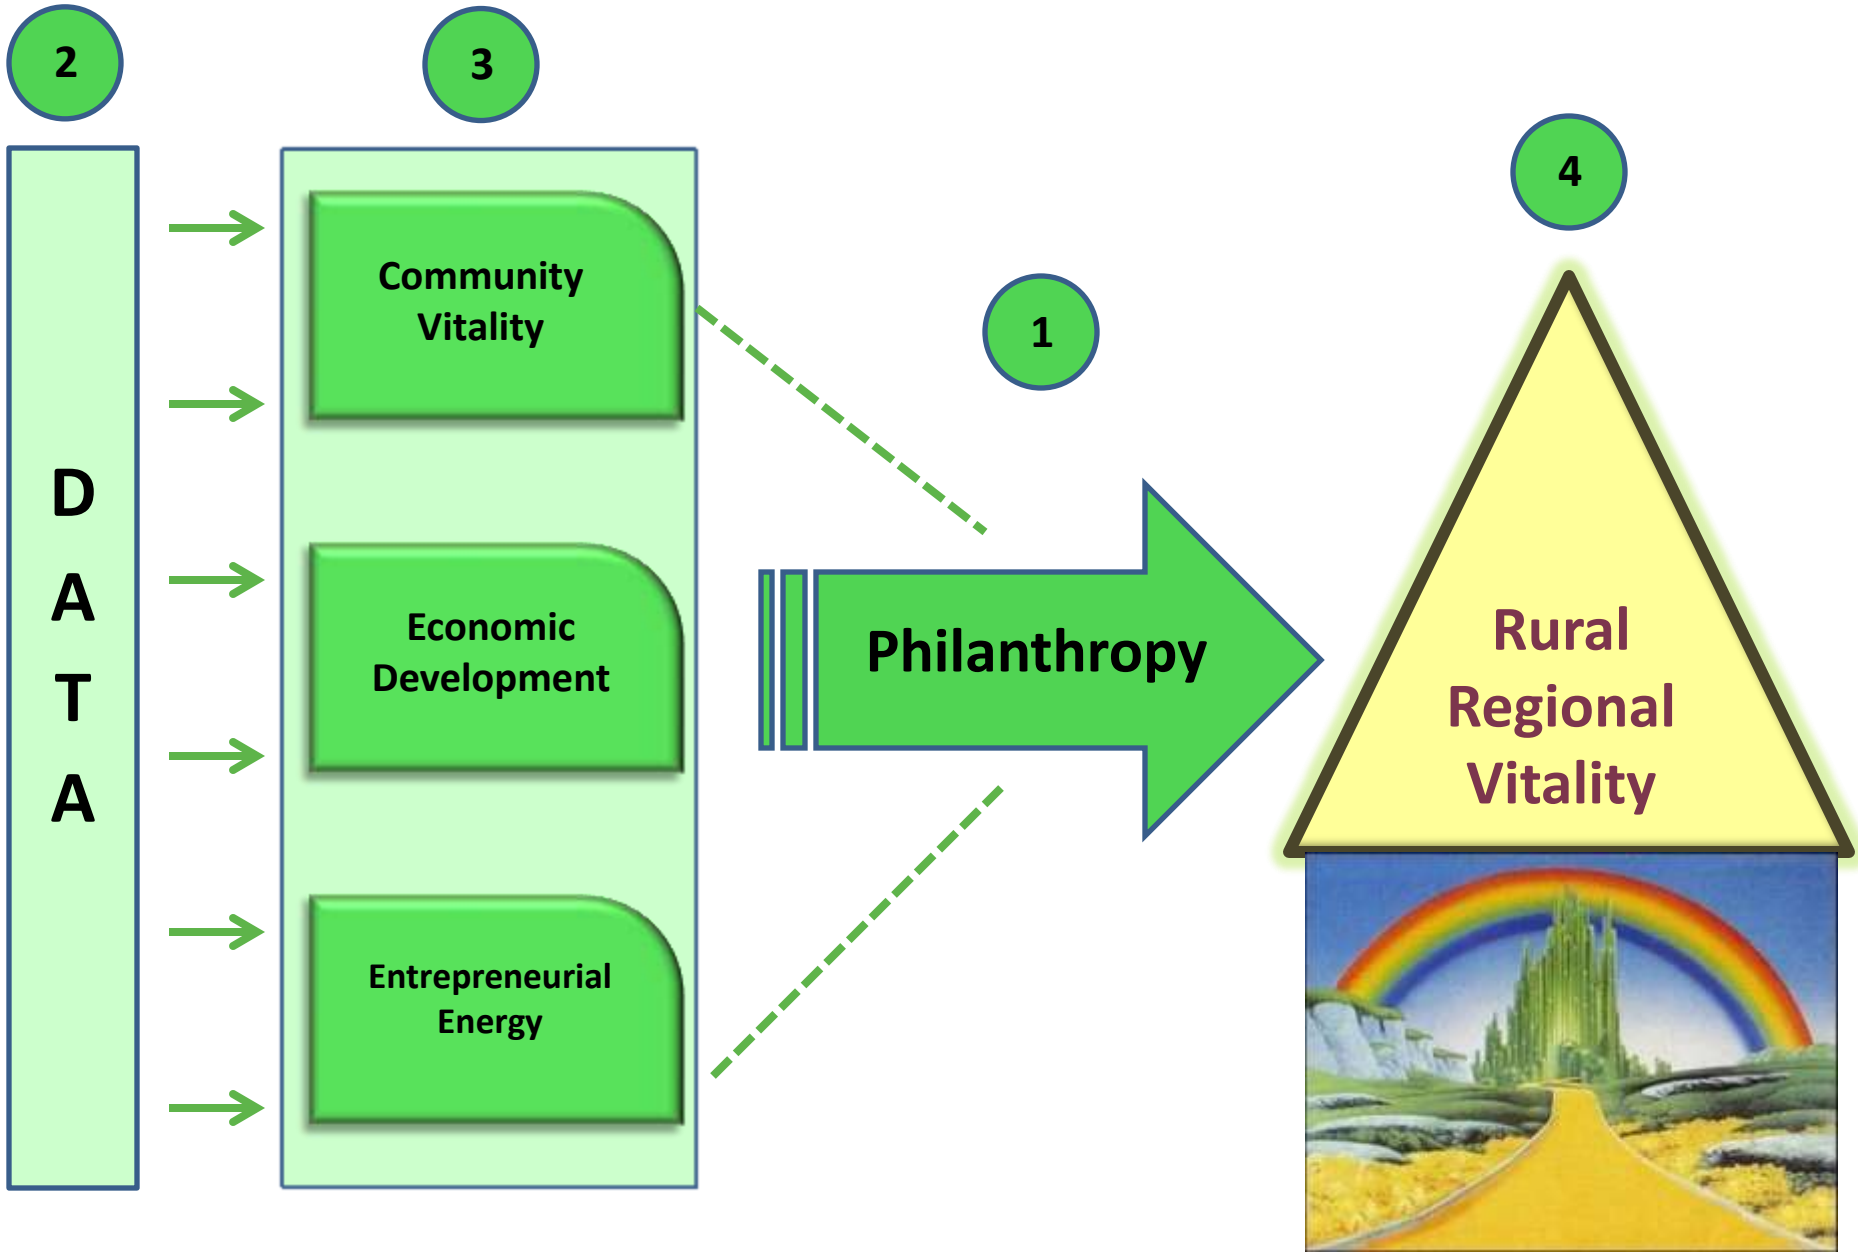 2
3
4
1
D
A
T
A
Community
Vitality
Economic
Development
Entrepreneurial
Energy
Philanthropy
Rural
Regional
Vitality